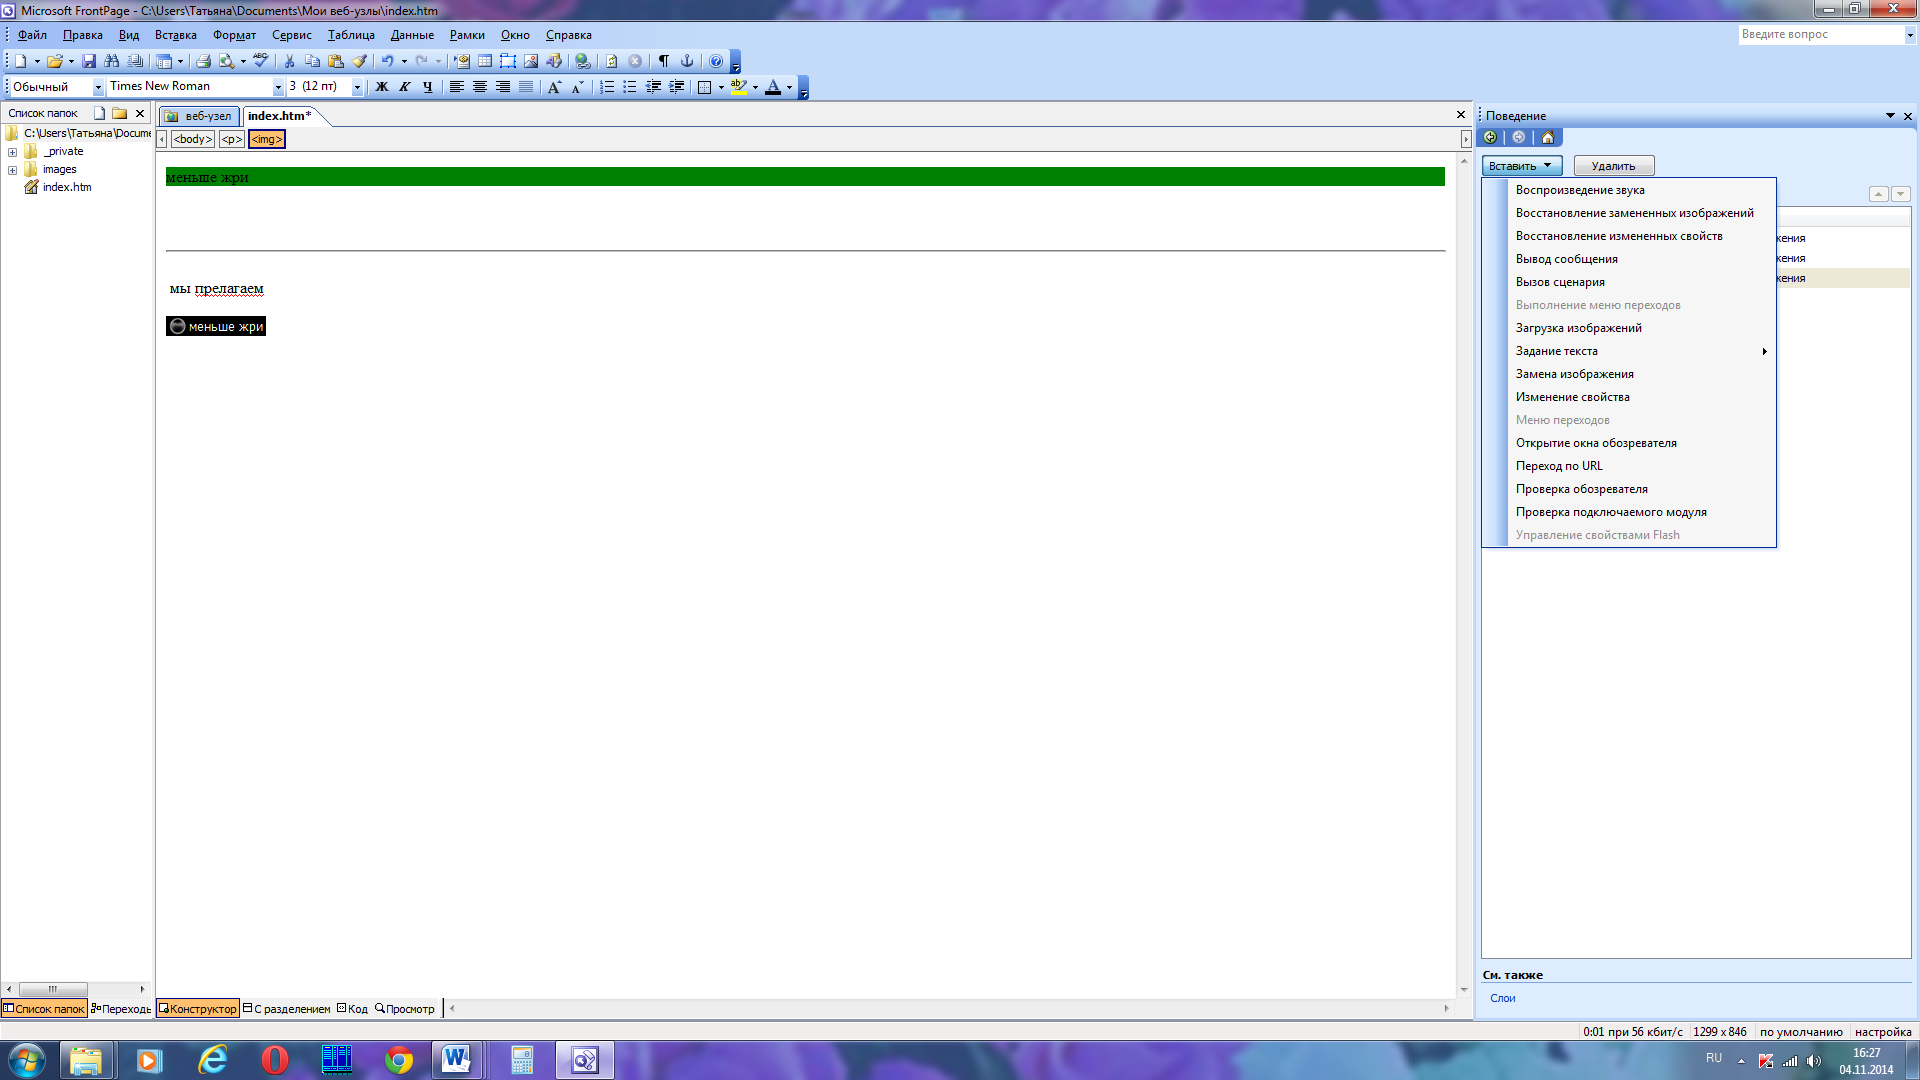 Microsoft FrontPage - C:\Users\Татьяна\Documents\Мои веб-узлы\index.htm
Файл Правка Вид Вставка Формат Сервис Таблица Данные Рамки Окно Справка Введите вопрос
Обычный Times New Roman 3 (12 пт) Ж К Ч
Список папок веб-узел index.htm* Поведение
C:\Users\Татьяна\Docume <body> <p> <img>
_private
images
index.htm
Вставить Удалить
меньше жри
мы прелагаем
меньше жри
Воспроизведение звука
Восстановление замененных изображений
Восстановление измененных свойств
Вывод сообщения
Вызов сценария
Выполнение меню переходов
Загрузка изображений
Задание текста
Замена изображения
Изменение свойства
Меню переходов
Открытие окна обозревателя
Переход по URL
Проверка обозревателя
Проверка подключаемого модуля
Управление свойствами Flash
жения
жения
жения
См. также
Слои
Список папок Переходы Конструктор С разделением Код Просмотр
0:01 при 56 кбит/с 1299 x 846 по умолчанию настройка
RU 16:27
04.11.2014